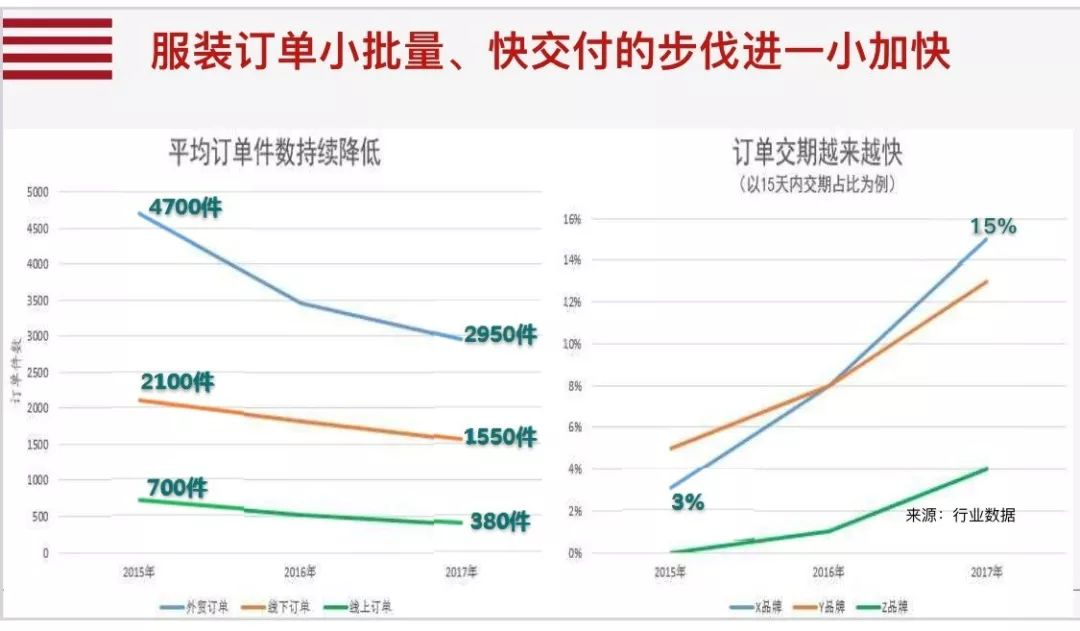 服装订单小批量、快交付的步伐进一小加快
平均订单件数持续降低
5000
4500
4000
3500
3000
2500
2000
1500
1000
500
0
订单件数
4700件
2950件
2100件
1550件
700件
380件
2015年 2016年 2017年
外贸订单 线下订单 线上订单
订单交期越来越快
(以15天内交期占比为例)
16%
14%
12%
10%
8%
6%
4%
2%
0%
15%
3%
来源：行业数据
2015年 2016年 2017年
X品牌 Y品牌 Z品牌